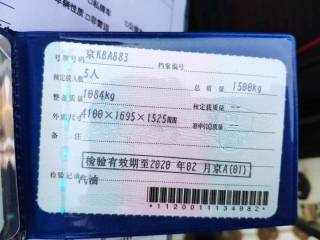 号牌号码 京KBA883 档案编号
核定载人数 5人 总质量 1500kg
整备质量 1084kg 核定载质量 --
外廓尺寸 4100×1695×1525mm 准牵引总质量 --
备注
检验有效期至2020年02月京A(01)
检验记录 汽油
*1120011134982*